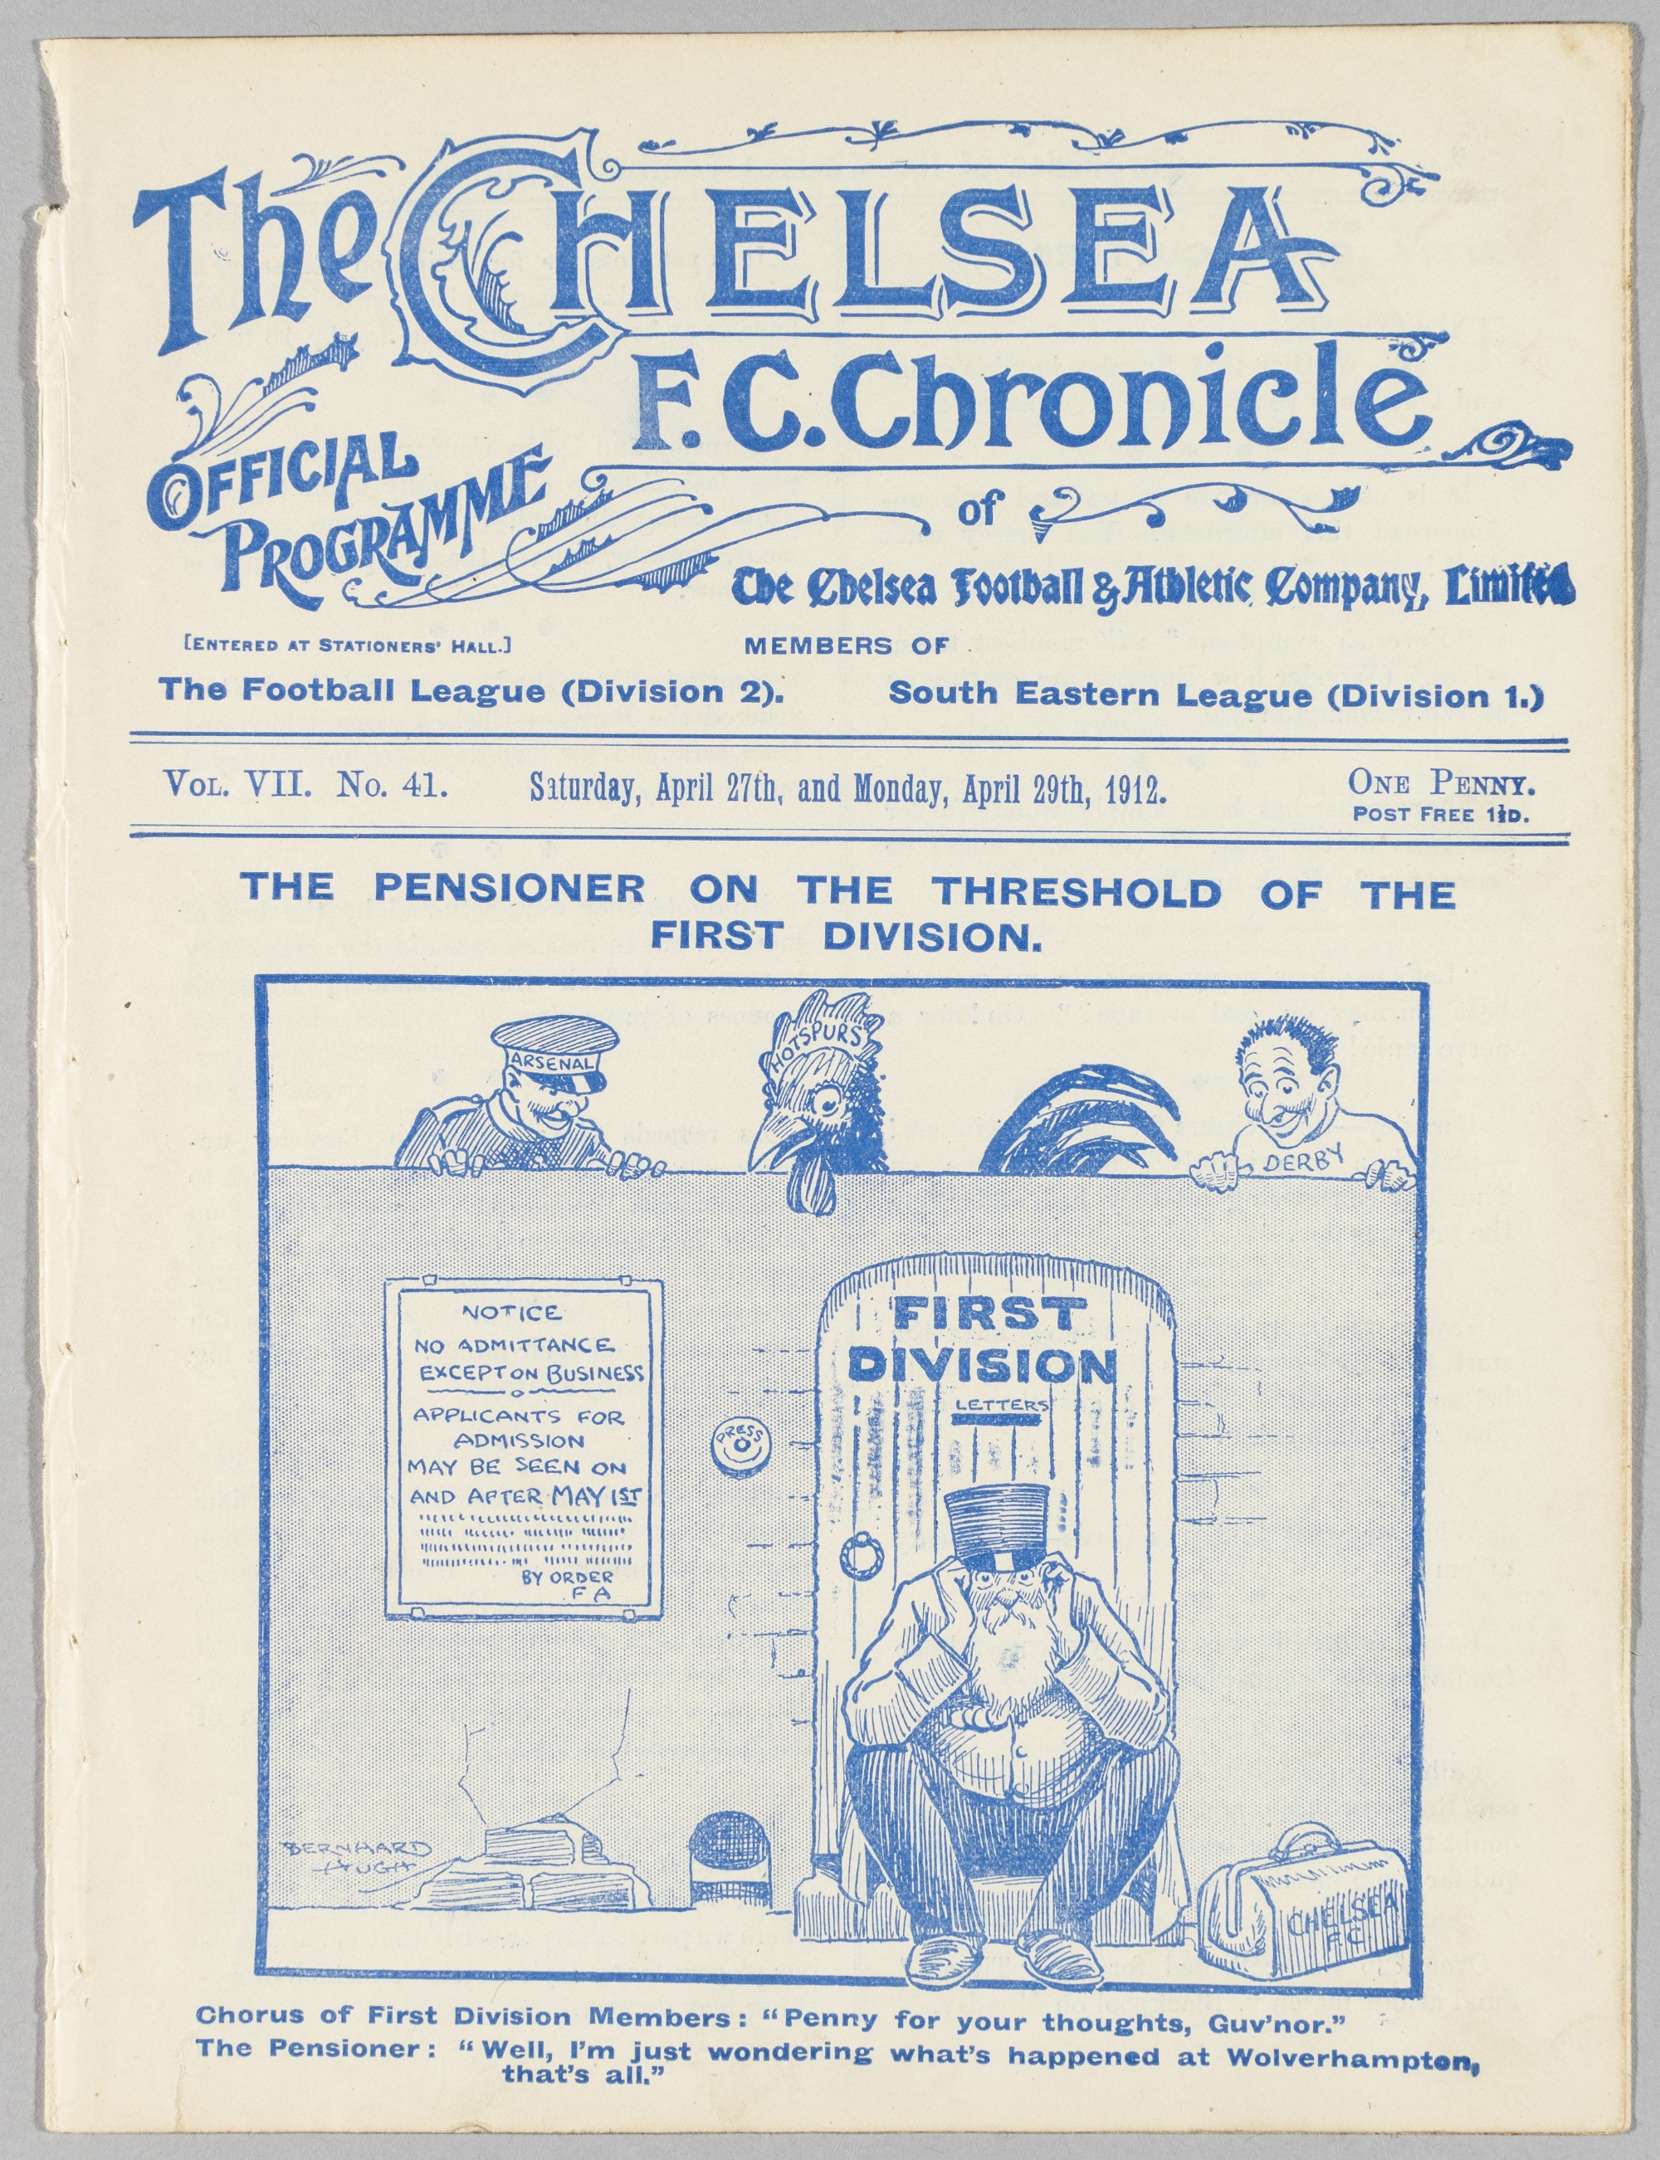 The CHELSEA
F.C. Chronicle
OFFICIAL
PROGRAMME
of
The Chelsea Football & Athletic Company, Limited
[ENTERED AT STATIONERS' HALL.]
MEMBERS OF
The Football League (Division 2). South Eastern League (Division 1.)
VOL. VII. No. 41. Saturday, April 27th, and Monday, April 29th, 1912. ONE PENNY.
POST FREE 1½D.
THE PENSIONER ON THE THRESHOLD OF THE
FIRST DIVISION.
ARSENAL
HOTSPURS
DERBY
NOTICE
NO ADMITTANCE
EXCEPT ON BUSINESS
APPLICANTS FOR
ADMISSION
MAY BE SEEN ON
AND AFTER MAY 1ST
BY ORDER
F A
PRESS
FIRST
DIVISION
LETTERS
BERNHARD
HUGH
CHELSEA
F.C.
Chorus of First Division Members: "Penny for your thoughts, Guv'nor."
The Pensioner: "Well, I'm just wondering what's happened at Wolverhampton,
that's all."